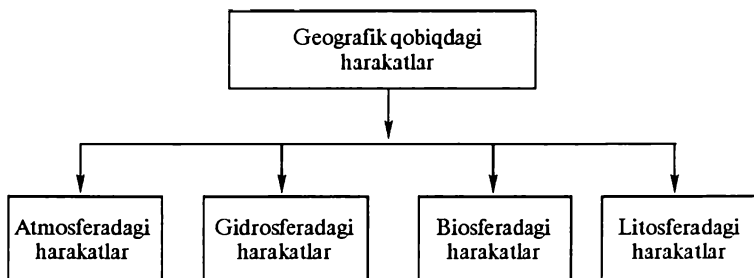 Geografik qobiqdagi
harakatlar
Atmosferadagi
harakatlar
Gidrosferadagi
harakatlar
Biosferadagi
harakatlar
Litosferadagi
harakatlar